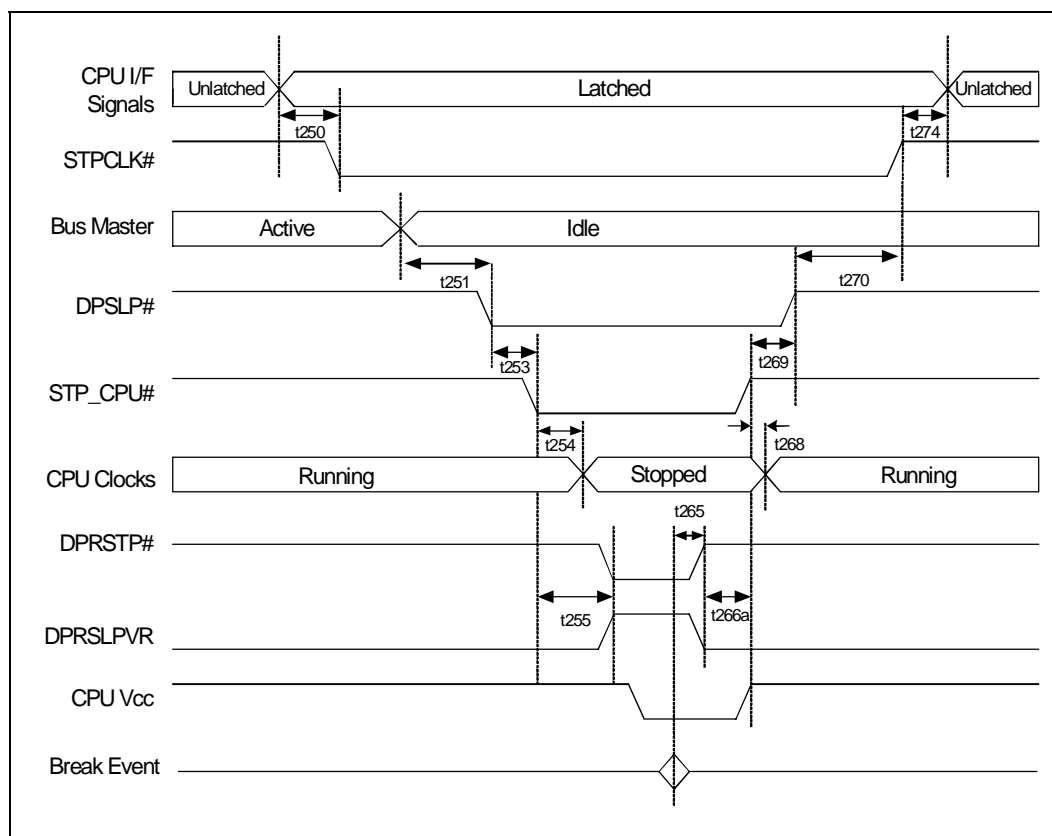 CPU I/F
Signals
Unlatched
Latched
Unlatched
t250
t274
STPCLK#
Bus Master
Active
Idle
t251
t270
DPSLP#
t253
t269
STP_CPU#
t254
t268
CPU Clocks
Running
Stopped
Running
t265
DPRSTP#
t255
t266a
DPRSLPVR
CPU Vcc
Break Event